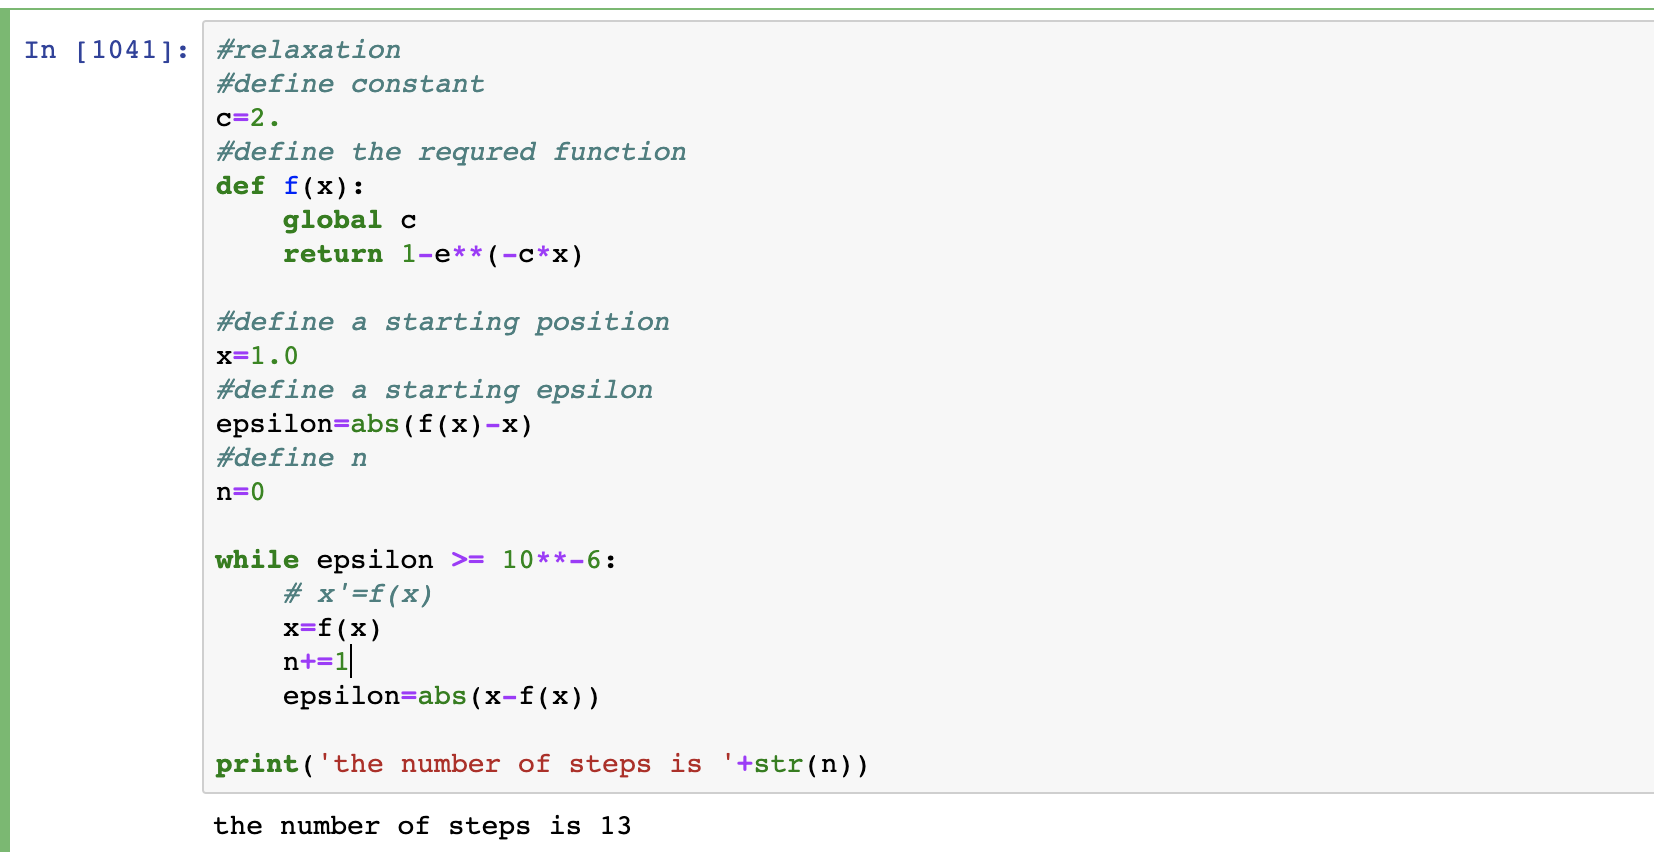 In [1041]:
#relaxation
#define constant
c=2.
#define the requred function
def f(x):
    global c
    return 1-e**(-c*x)

#define a starting position
x=1.0
#define a starting epsilon
epsilon=abs(f(x)-x)
#define n
n=0

while epsilon >= 10**-6:
    # x'=f(x)
    x=f(x)
    n+=1
    epsilon=abs(x-f(x))

print('the number of steps is '+str(n))
the number of steps is 13